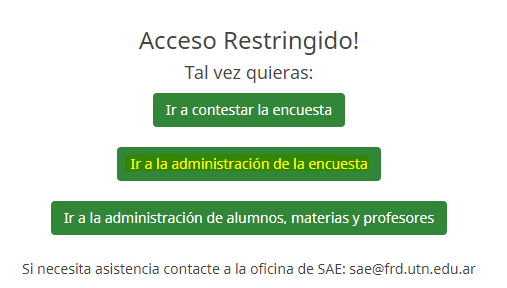 Acceso Restringido!
Tal vez quieras:
Ir a contestar la encuesta
Ir a la administración de la encuesta
Ir a la administración de alumnos, materias y profesores
Si necesita asistencia contacte a la oficina de SAE: sae@frd.utn.edu.ar